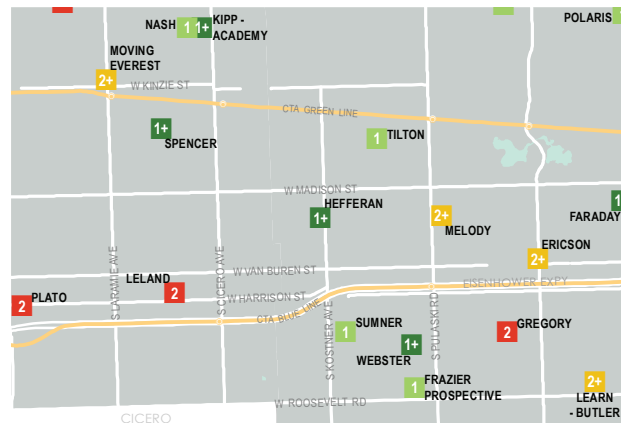 POLARIS
NASH
1
1+
KIPP -
ACADEMY
MOVING
EVEREST
2+
W KINZIE ST
CTA GREEN LINE
1+
SPENCER
1
TILTON
W MADISON ST
HEFFERAN
1+
2+
MELODY
1
FARADAY
ERICSON
2+
S LARAMIE AVE
S CICERO AVE
W VAN BUREN ST
LELAND
2
EISENHOWER EXPY
2
PLATO
W HARRISON ST
CTA BLUE LINE
S KOSTNER AVE
S PULASKI RD
1
SUMNER
2
GREGORY
1+
WEBSTER
1
FRAZIER
PROSPECTIVE
2+
LEARN
- BUTLER
W ROOSEVELT RD
CICERO